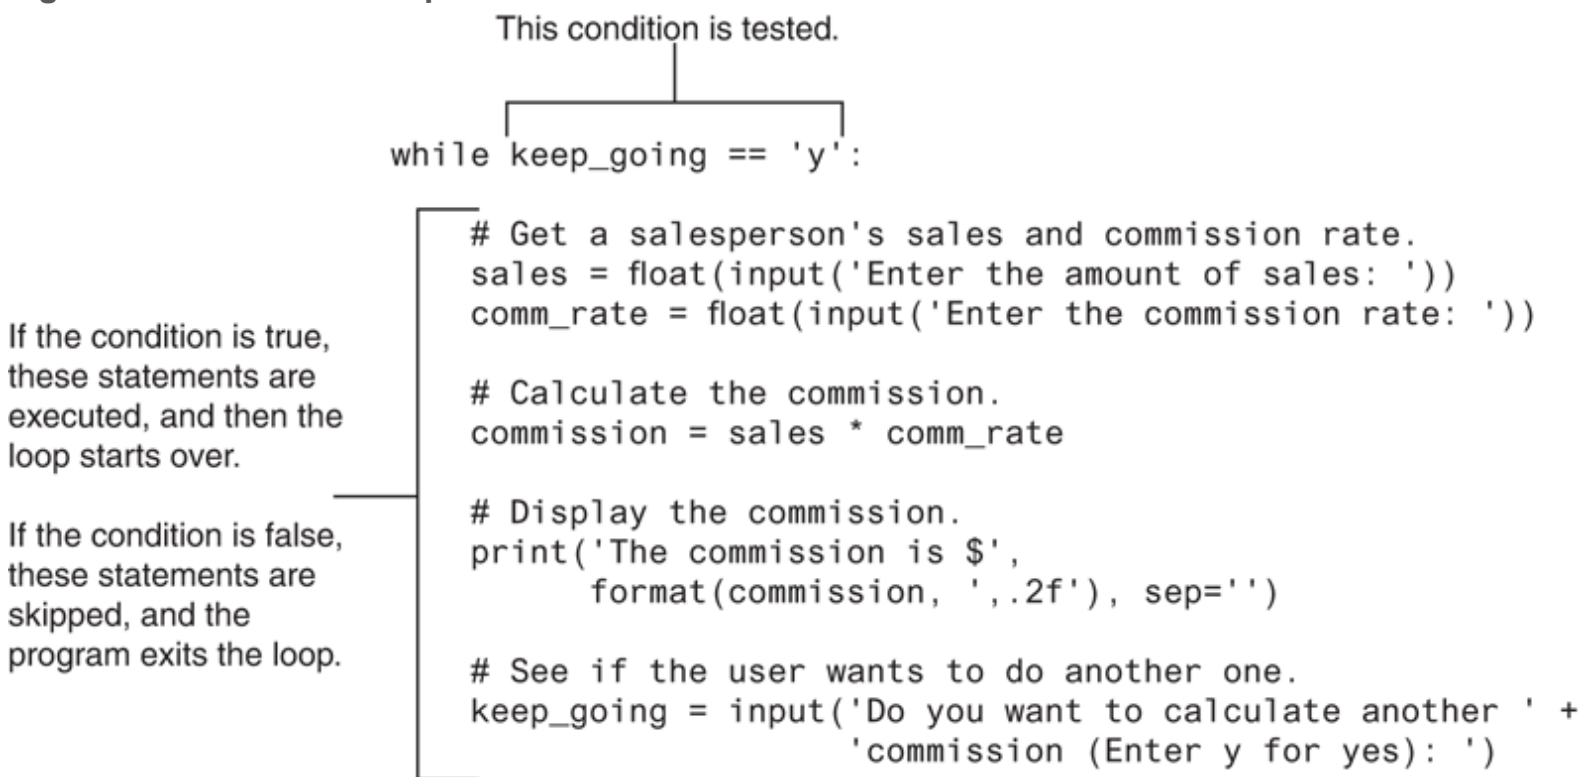 This condition is tested.
while keep_going == 'y':
# Get a salesperson's sales and commission rate.
sales = float(input('Enter the amount of sales: '))
comm_rate = float(input('Enter the commission rate: '))
If the condition is true,
these statements are
executed, and then the
loop starts over.
# Calculate the commission.
commission = sales * comm_rate
If the condition is false,
these statements are
skipped, and the
program exits the loop.
# Display the commission.
print('The commission is $',
format(commission, ',.2f'), sep='')
# See if the user wants to do another one.
keep_going = input('Do you want to calculate another ' +
'commission (Enter y for yes): ')